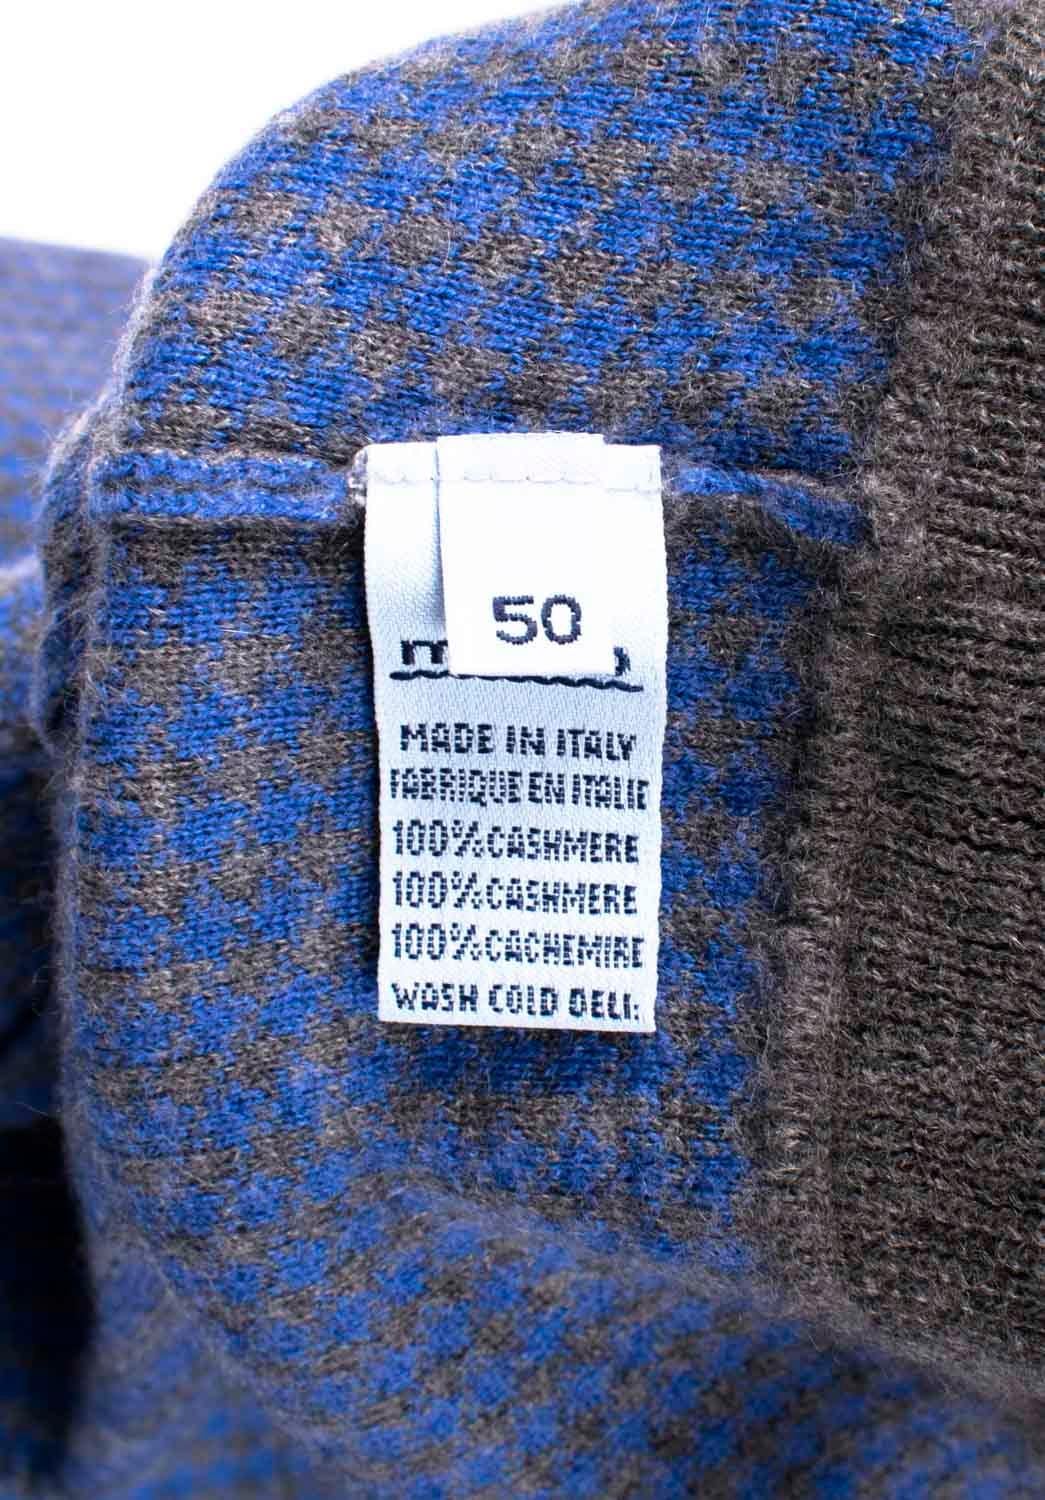 50
MADE IN ITALY
FABRIQUE EN ITALIE
100% CASHMERE
100% CASHMERE
100% CACHEMIRE
WASH COLD DELI: